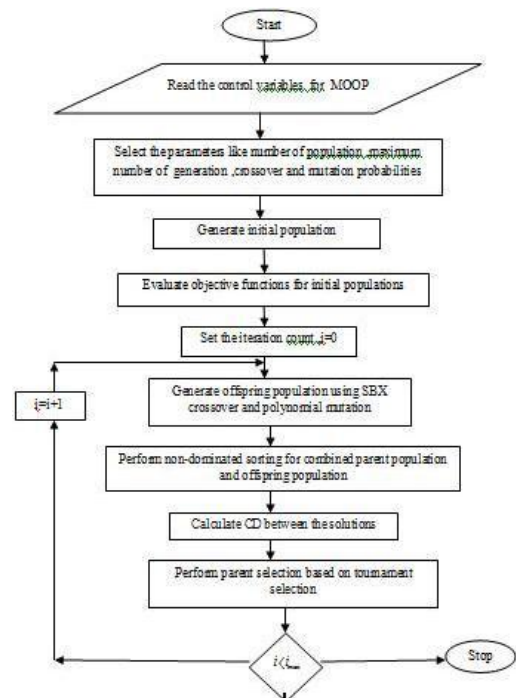 Start
Read the control variables for MOOP
Select the parameters like number of population ,maximum
number of generation ,crossover and mutation probabilities
Generate initial population
Evaluate objective functions for initial populations
Set the iteration count ,i=0
Generate offspring population using SBX
crossover and polynomial mutation
i=i+1
Perform non-dominated sorting for combined parent population
and offspring population
Calculate CD between the solutions
Perform parent selection based on tournament
selection
i<imax
Stop